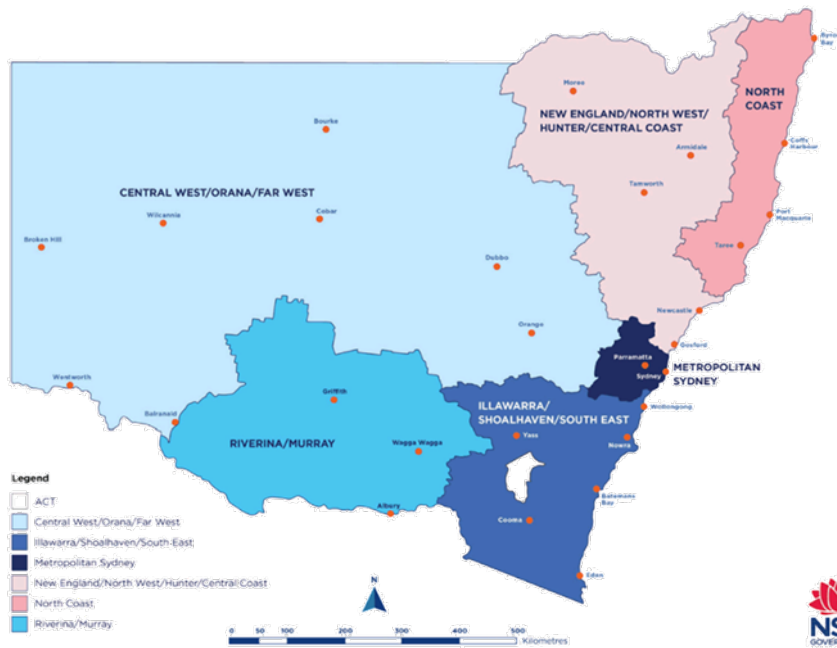 Byron
Bay
Moree
NORTH
COAST
NEW ENGLAND/NORTH WEST/
HUNTER/CENTRAL COAST
Bourke
Coffs
Harbour
Armidale
CENTRAL WEST/ORANA/FAR WEST
Tamworth
Wilcannia
Cobar
Port
Macquarie
Broken Hill
Taree
Dubbo
Newcastle
Orange
Gosford
Parramatta
METROPOLITAN
SYDNEY
Sydney
Wentworth
Griffith
ILLAWARRA/
SHOALHAVEN/SOUTH EAST
Wollongong
Balranald
RIVERINA/MURRAY
Wagga Wagga
Yass
Nowra
Legend
ACT
Central West/Orana/Far West
Illawarra/Shoalhaven/South East
Metropolitan Sydney
New England/North West/Hunter/Central Coast
North Coast
Riverina/Murray
Albury
Cooma
Batemans
Bay
Eden
N
0 50 100 200 300 400 500
Kilometres